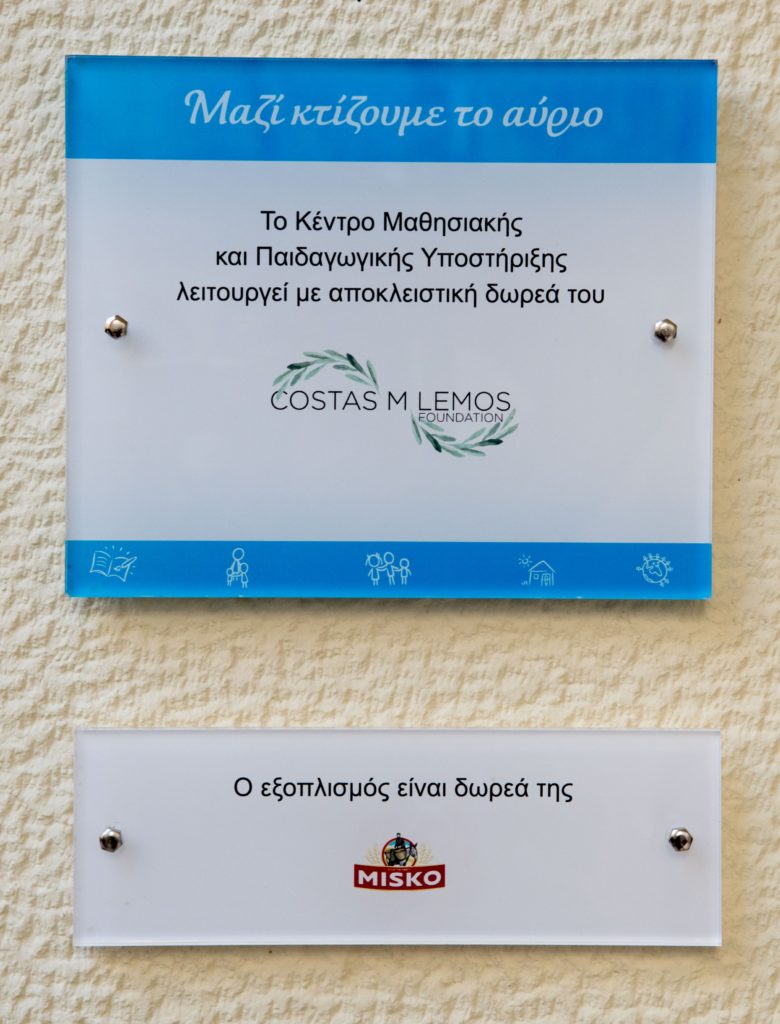 Μαζί κτίζουμε το αύριο
Το Κέντρο Μαθησιακής
και Παιδαγωγικής Υποστήριξης
λειτουργεί με αποκλειστική δωρεά του
COSTAS M LEMOS
FOUNDATION
Ο εξοπλισμός είναι δωρεά της
MISKO